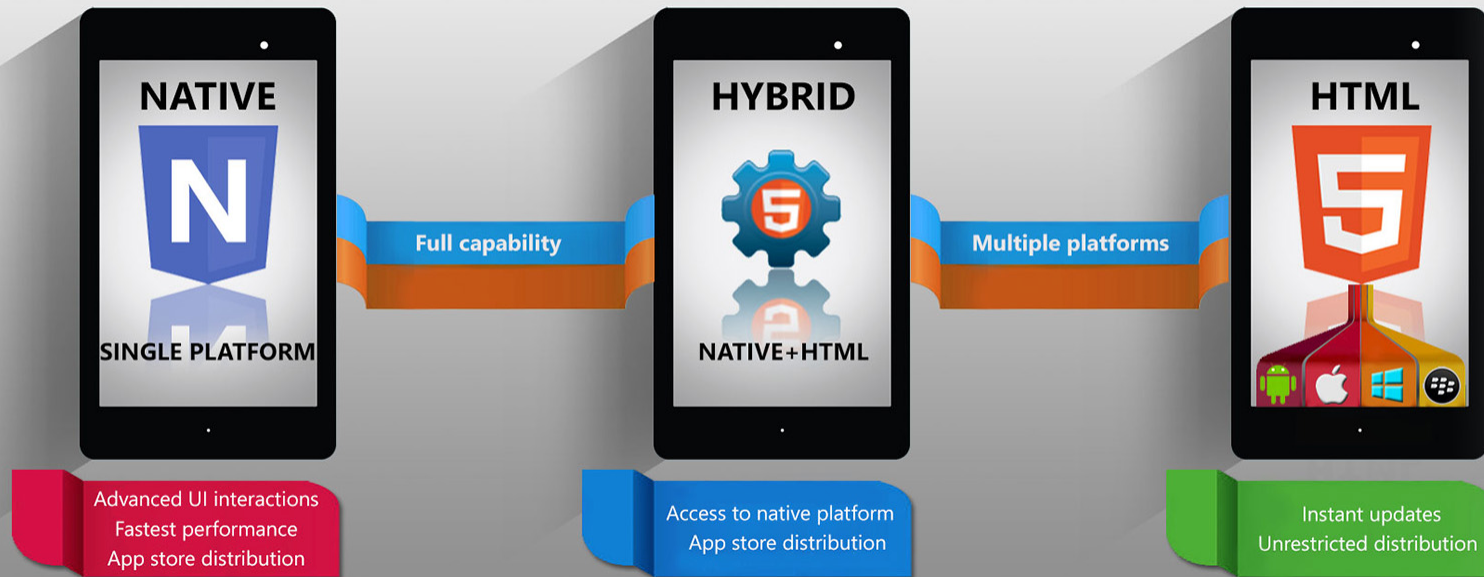 NATIVE
N
SINGLE PLATFORM
Full capability
HYBRID
5
NATIVE+HTML
Multiple platforms
HTML
5
Advanced UI interactions
Fastest performance
App store distribution
Access to native platform
App store distribution
Instant updates
Unrestricted distribution